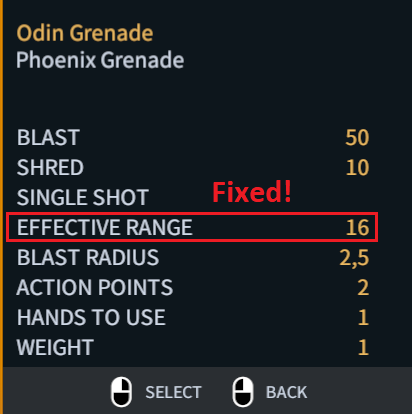 Odin Grenade
Phoenix Grenade
BLAST 50
SHRED 10
SINGLE SHOT
Fixed!
EFFECTIVE RANGE 16
BLAST RADIUS 2,5
ACTION POINTS 2
HANDS TO USE 1
WEIGHT 1
SELECT BACK